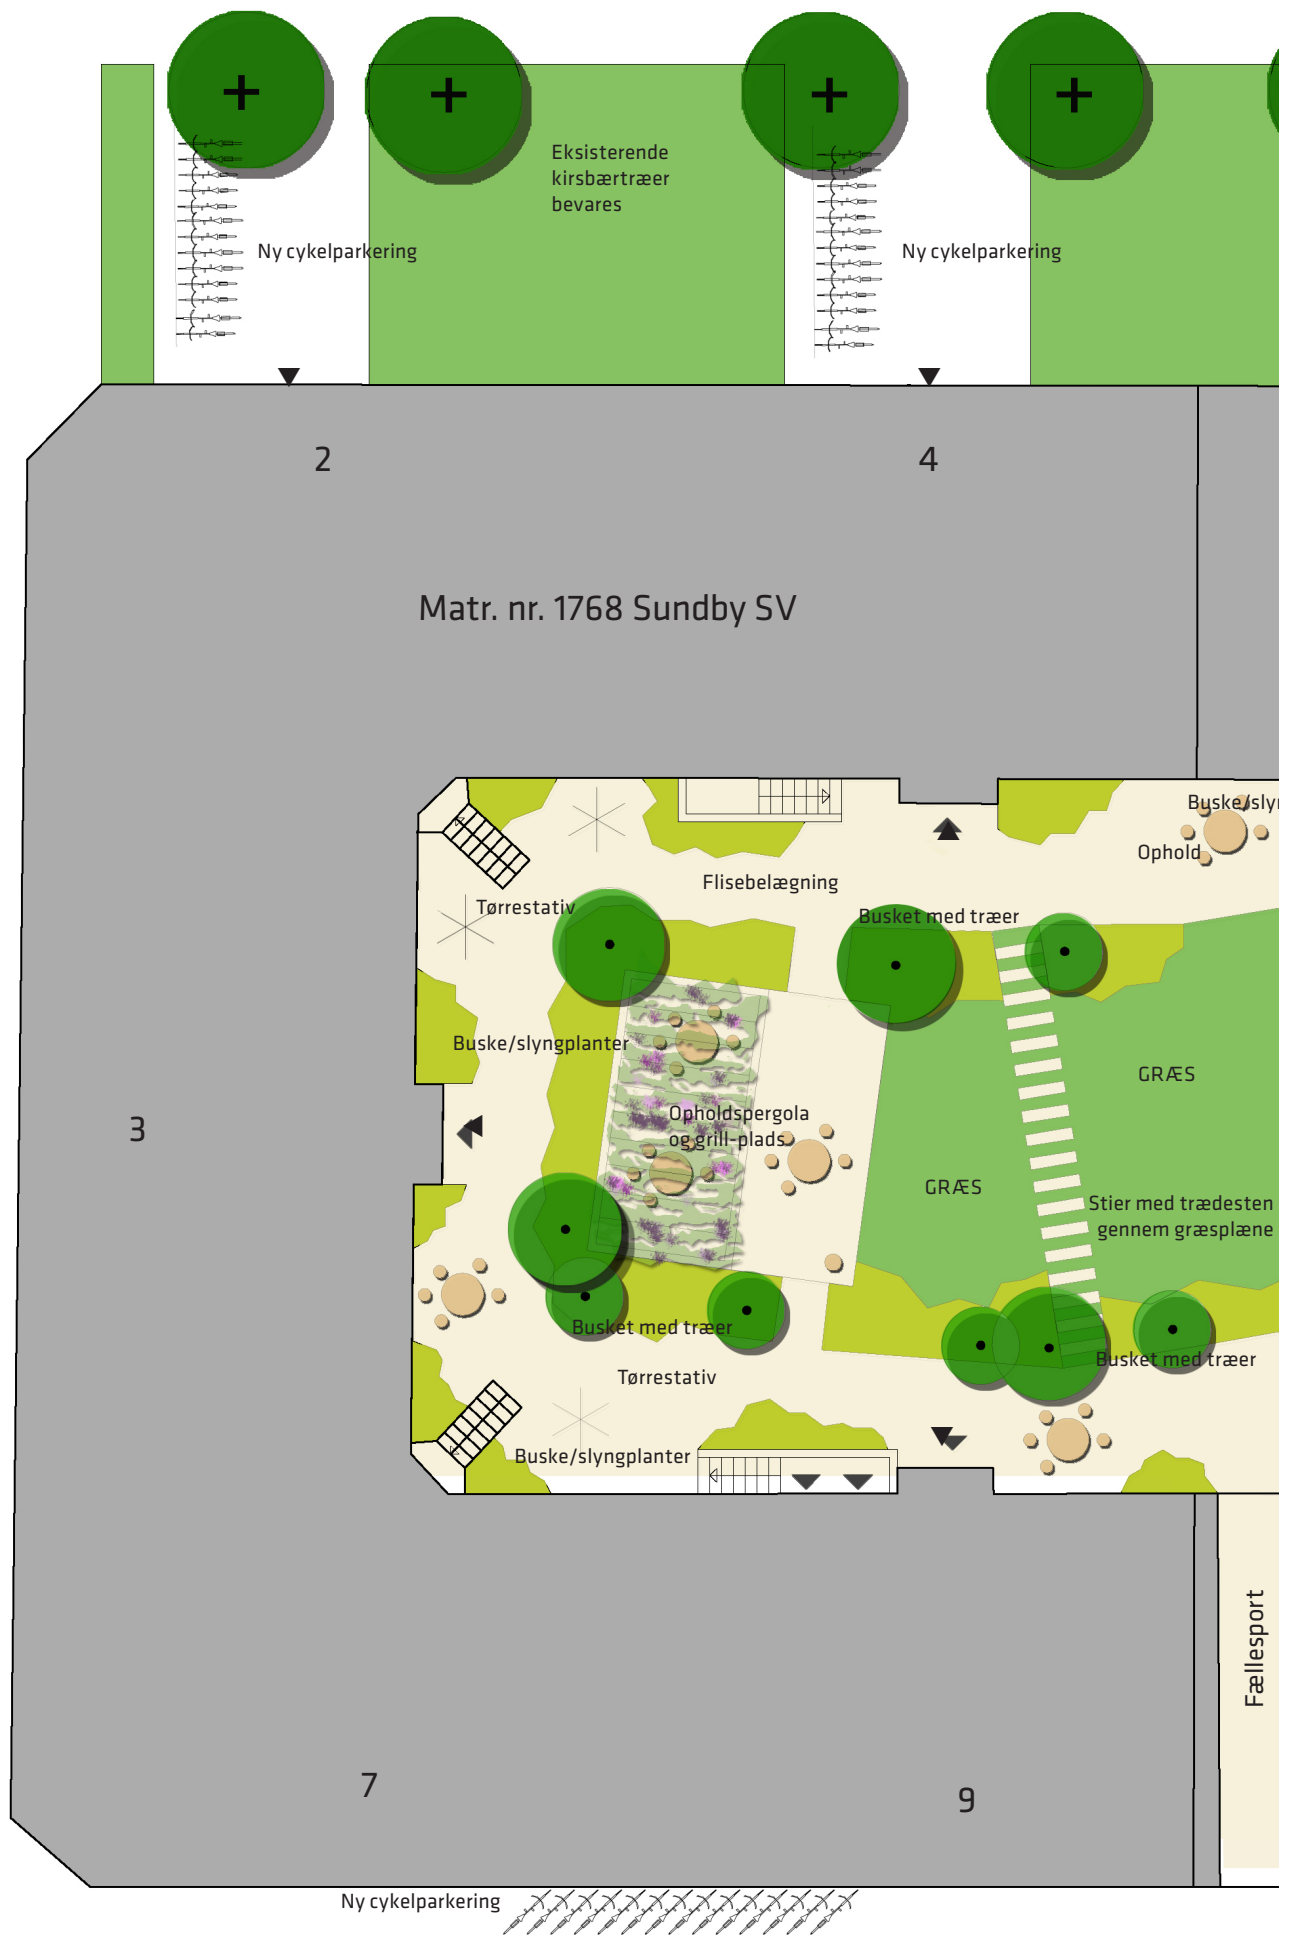 Eksisterende
kirsbærtræer
bevares
Ny cykelparkering
Ny cykelparkering
2
4
Matr. nr. 1768 Sundby SV
Buske/slyn
Ophold
Flisebelægning
Tørrestativ
Busket med træer
Buske/slyngplanter
GRÆS
Opholdspergola
og grill-plads
3
GRÆS
Stier med trædesten
gennem græsplæne
Busket med træer
Busket med træer
Tørrestativ
Buske/slyngplanter
Fællesport
7
9
Ny cykelparkering